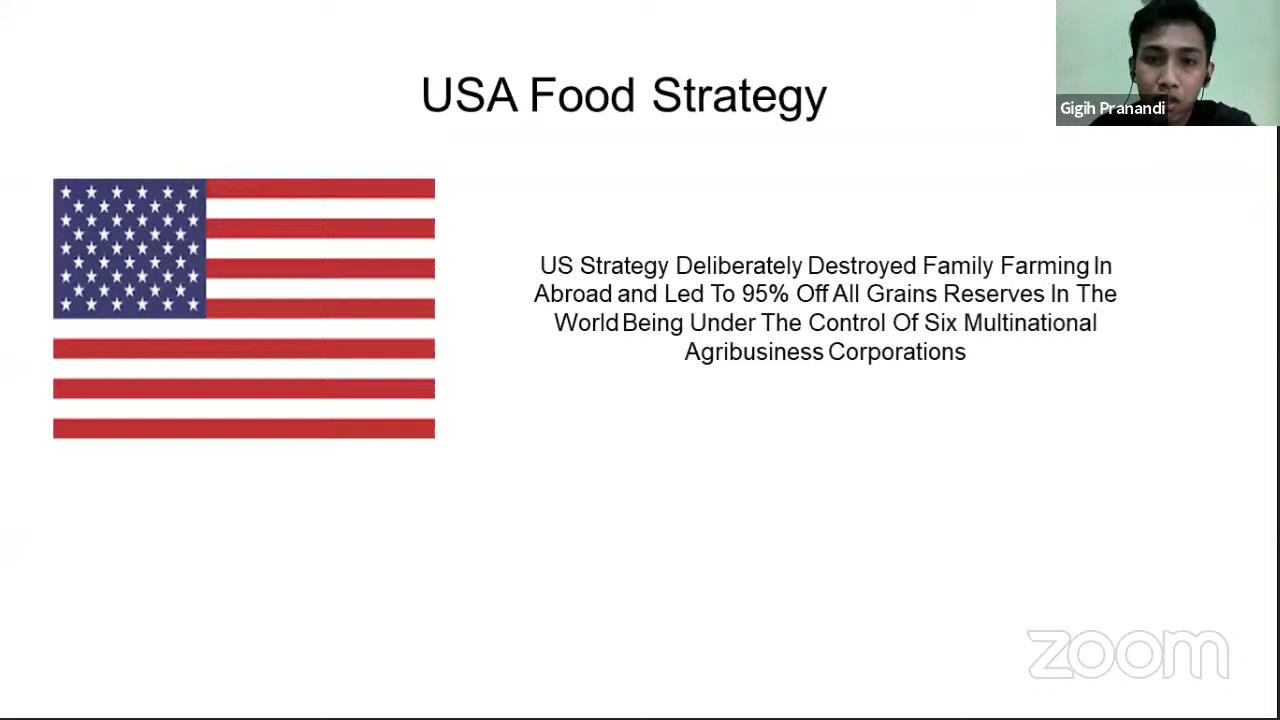 USA Food Strategy
Gigih Pranandi
US Strategy Deliberately Destroyed Family Farming In
Abroad and Led To 95% Off All Grains Reserves In The
World Being Under The Control Of Six Multinational
Agribusiness Corporations
zoom